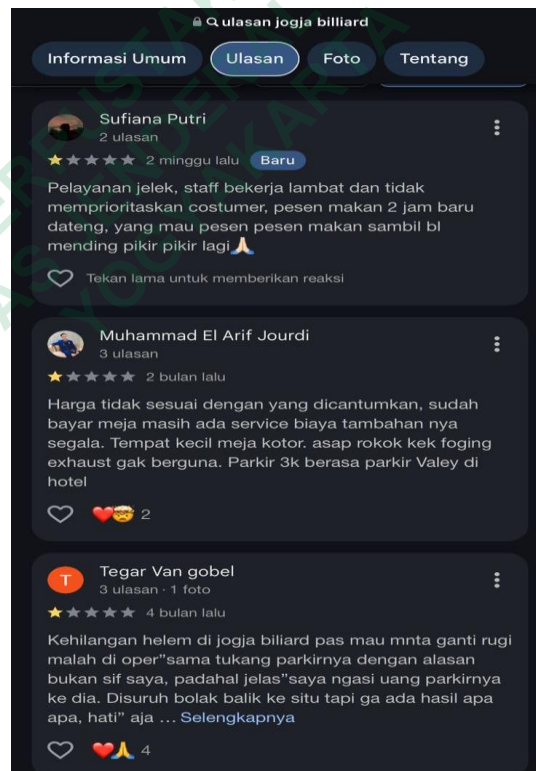 ulasan jogja billiard
Informasi Umum Ulasan Foto Tentang
Sufiana Putri
2 ulasan
2 minggu lalu Baru
Pelayanan jelek, staff bekerja lambat dan tidak
memprioritaskan costumer, pesen makan 2 jam baru
dateng, yang mau pesen pesen makan sambil bl
mending pikir pikir lagi🙏🏻
Tekan lama untuk memberikan reaksi
Muhammad El Arif Jourdi
3 ulasan
2 bulan lalu
Harga tidak sesuai dengan yang dicantumkan, sudah
bayar meja masih ada service biaya tambahan nya
segala. Tempat kecil meja kotor. asap rokok kek foging
exhaust gak berguna. Parkir 3k berasa parkir Valey di
hotel
2
T
Tegar Van gobel
3 ulasan · 1 foto
4 bulan lalu
Kehilangan helem di jogja biliard pas mau mnta ganti rugi
malah di oper"sama tukang parkirnya dengan alasan
bukan sif saya, padahal jelas"saya ngasi uang parkirnya
ke dia. Disuruh bolak balik ke situ tapi ga ada hasil apa
apa, hati" aja ... Selengkapnya
4